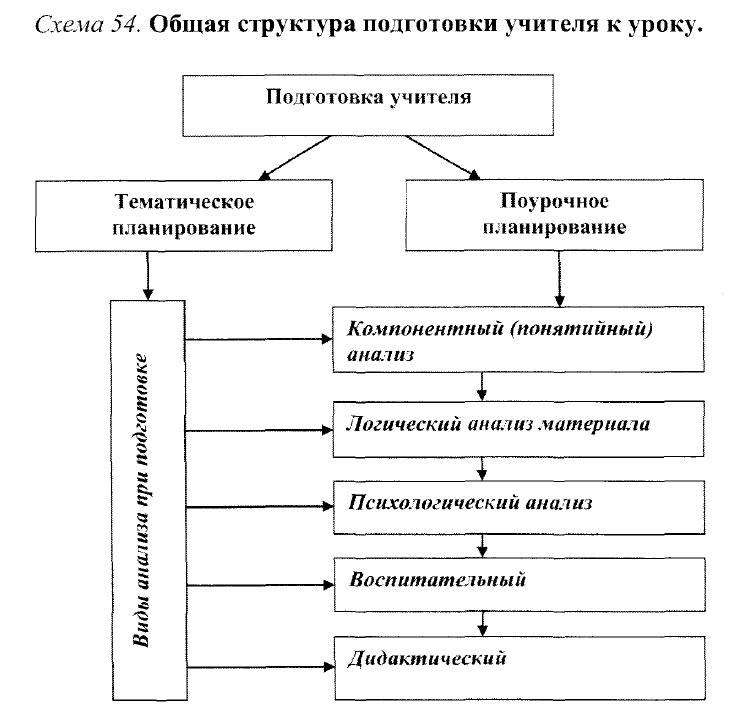 Схема 54. Общая структура подготовки учителя к уроку.
Подготовка учителя
Тематическое
планирование
Поурочное
планирование
Виды анализа при подготовке
Компонентный (понятийный)
анализ
Логический анализ материала
Психологический анализ
Воспитательный
Дидактический